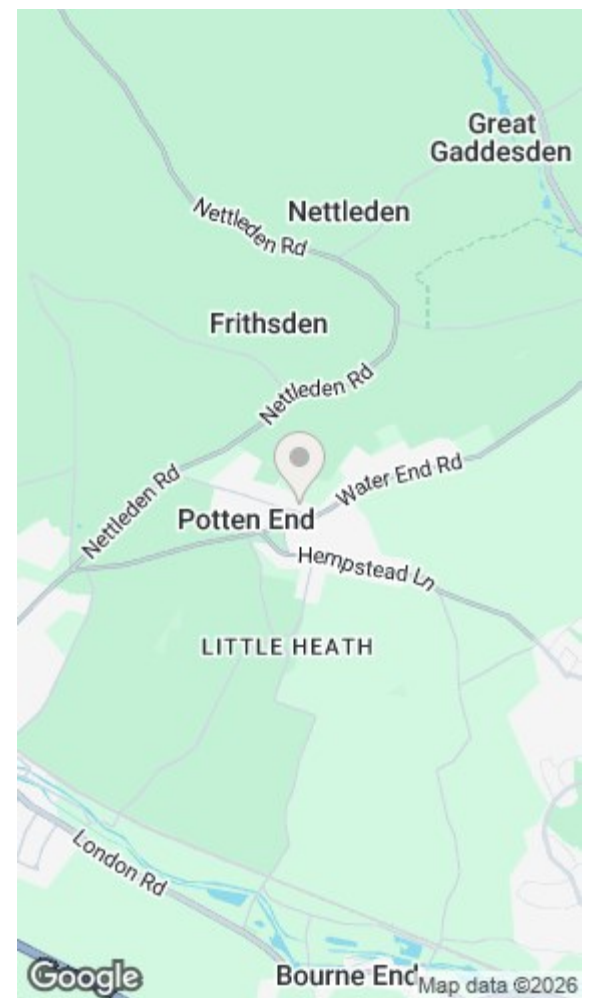 Great
Gaddesden
Nettleden
Nettleden Rd
Frithsden
Nettleden Rd
Nettleden Rd
Water End Rd
Potten End
Hempstead Ln
LITTLE HEATH
London Rd
Bourne End
Google
Map data ©2026